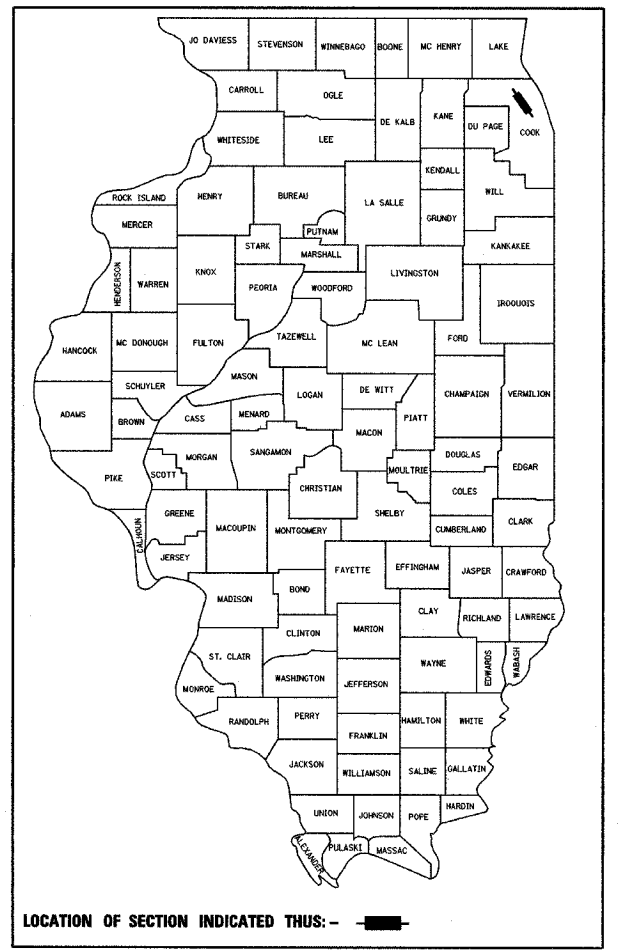 JO DAVIESS STEVENSON WINNEBAGO BOONE MC HENRY LAKE
CARROLL OGLE DE KALB KANE DU PAGE COOK
WHITESIDE LEE
KENDALL
ROCK ISLAND HENRY BUREAU LA SALLE WILL
MERCER PUTNAM GRUNDY
STARK MARSHALL KANKAKEE
HENDERSON WARREN KNOX PEORIA WOODFORD LIVINGSTON IROQUOIS
HANCOCK MC DONOUGH FULTON TAZEWELL MC LEAN FORD
MASON
SCHUYLER LOGAN DE WITT CHAMPAIGN VERMILION
ADAMS BROWN CASS MENARD MACON PIATT
PIKE SCOTT MORGAN SANGAMON MOULTRIE DOUGLAS EDGAR
CHRISTIAN COLES
CALHOUN GREENE MACOUPIN MONTGOMERY SHELBY CUMBERLAND CLARK
JERSEY FAYETTE EFFINGHAM JASPER CRAWFORD
MADISON BOND
CLAY RICHLAND LAWRENCE
CLINTON MARION
ST. CLAIR WAYNE EDWARDS WABASH
MONROE WASHINGTON JEFFERSON
RANDOLPH PERRY HAMILTON WHITE
FRANKLIN
JACKSON WILLIAMSON SALINE GALLATIN
UNION JOHNSON POPE HARDIN
ALEXANDER PULASKI MASSAC
LOCATION OF SECTION INDICATED THUS: -